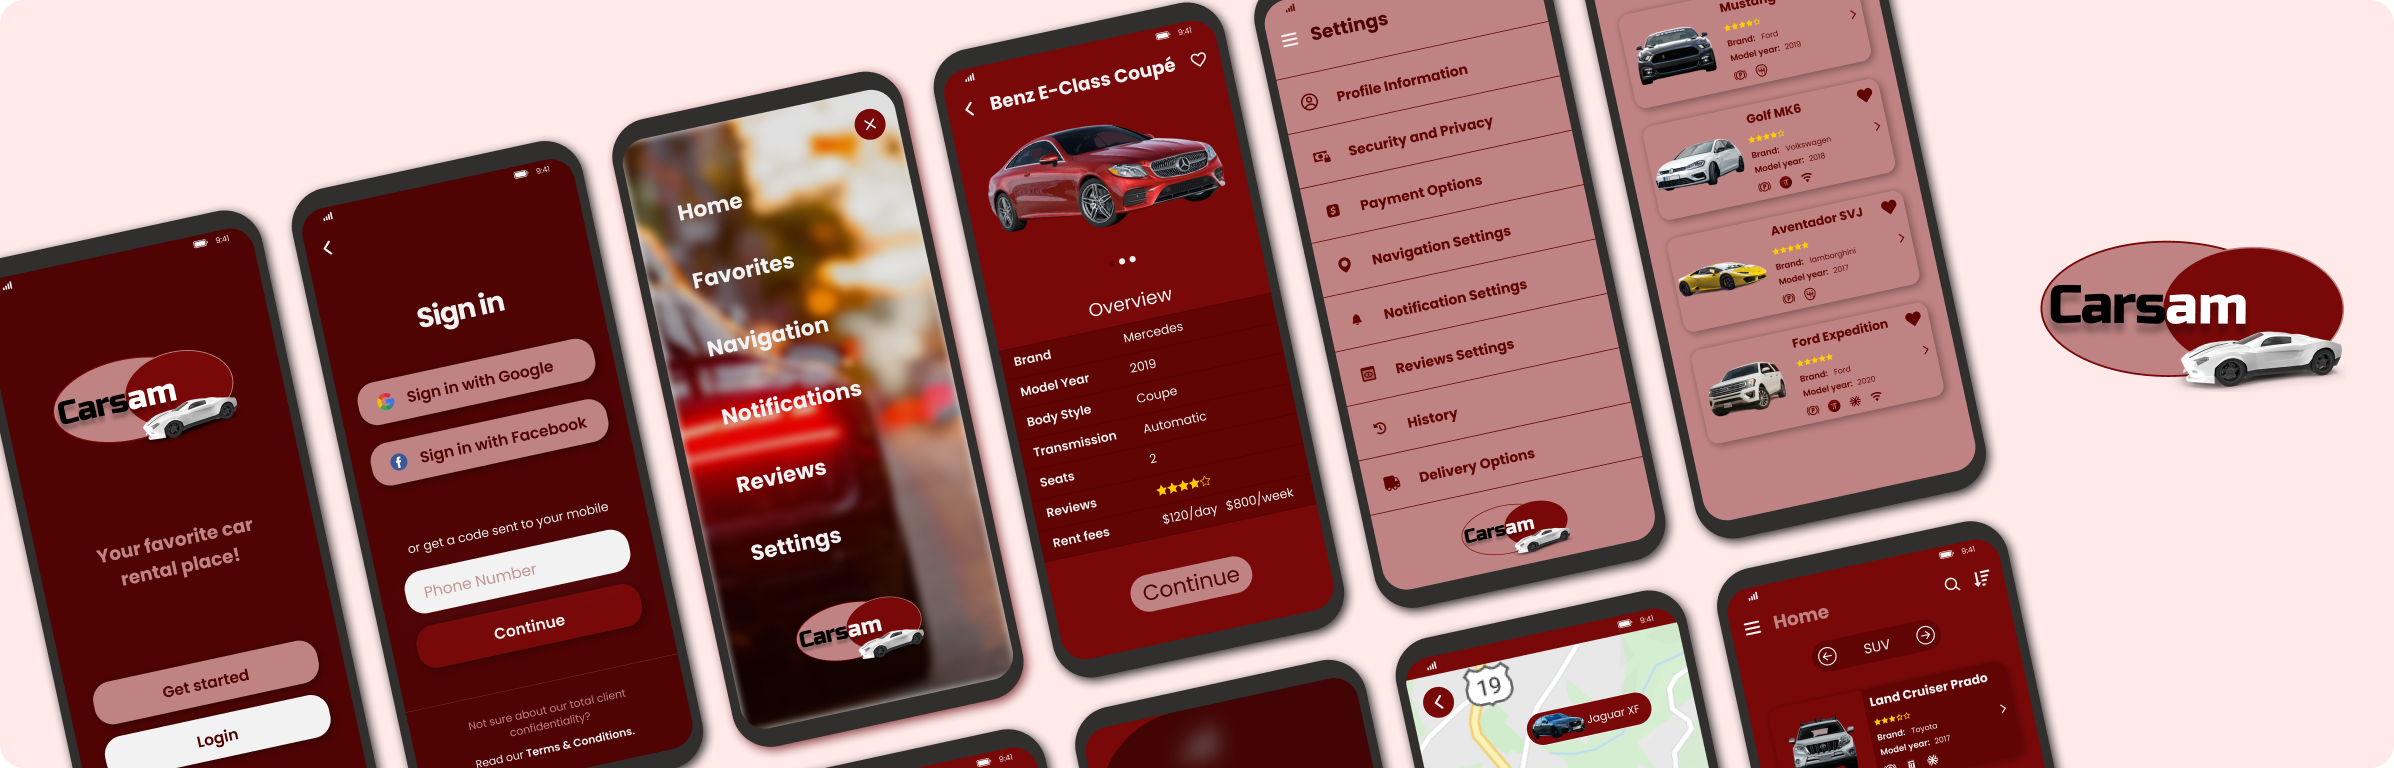 9:41
Carsam
Your favorite car
rental place!
Get started
Login
9:41
Sign in
Sign in with Google
Sign in with Facebook
or get a code sent to your mobile
Phone Number
Continue
Not sure about our total client
confidentiality?
Read our Terms & Conditions.
Home
Favorites
Navigation
Notifications
Reviews
Settings
Carsam
9:41
Benz E-Class Coupé
Overview
Brand Mercedes
Model Year 2019
Body Style Coupe
Transmission Automatic
Seats 2
Reviews
Rent fees $120/day $800/week
Continue
Settings
Profile Information
Security and Privacy
Payment Options
Navigation Settings
Notification Settings
Reviews Settings
History
Delivery Options
Carsam
Mustang
Brand: Ford
Model year: 2019
Golf MK6
Brand: Volkswagen
Model year: 2018
Aventador SVJ
Brand: lamborghini
Model year: 2017
Ford Expedition
Brand: Ford
Model year: 2020
Carsam
9:41
9:41
19
Jaguar XF
9:41
Home
SUV
Land Cruiser Prado
Brand: Toyota
Model year: 2017